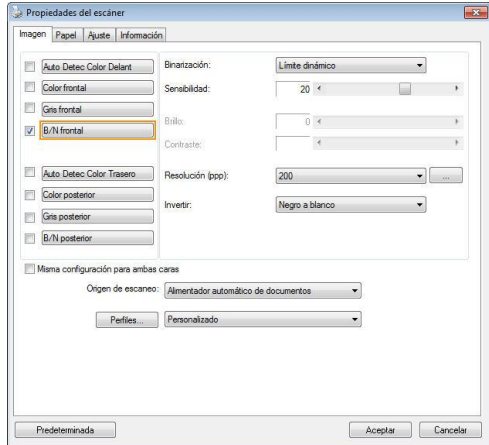 Propiedades del escáner
Imagen Papel Ajuste Información
Auto Detec Color Delant
Color frontal
Gris frontal
B/N frontal
Auto Detec Color Trasero
Color posterior
Gris posterior
B/N posterior
Binarización: Límite dinámico
Sensibilidad: 20
Brillo: 0
Contraste:
Resolución (ppp): 200 ...
Invertir: Negro a blanco
Misma configuración para ambas caras
Origen de escaneo: Alimentador automático de documentos
Perfiles... Personalizado
Predeterminada Aceptar Cancelar